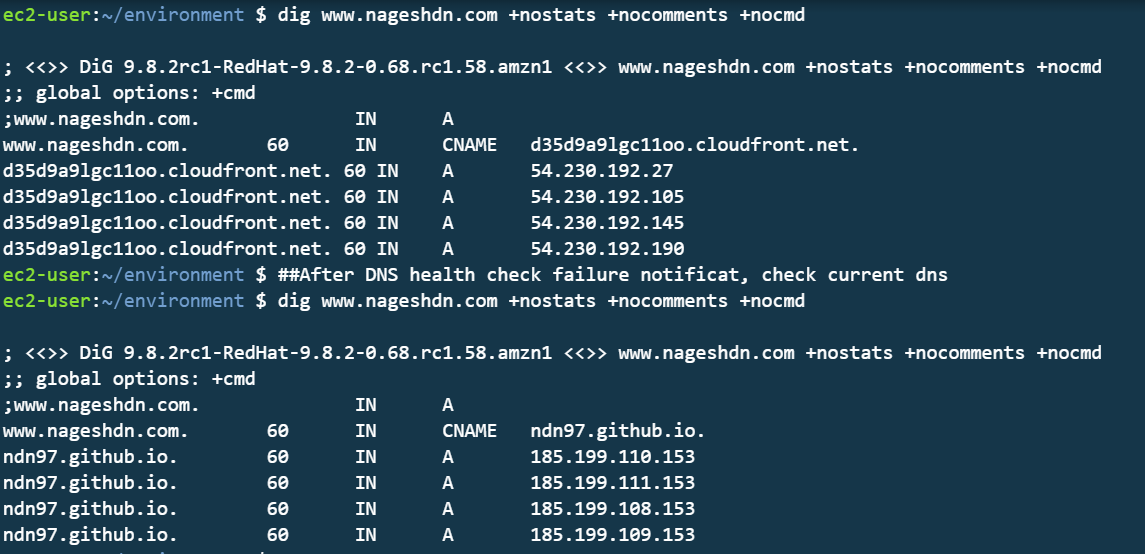 ec2-user:~/environment $ dig www.nageshdn.com +nostats +nocomments +nocmd
; <<>> DiG 9.8.2rc1-RedHat-9.8.2-0.68.rc1.58.amzn1 <<>> www.nageshdn.com +nostats +nocomments +nocmd
;; global options: +cmd
;www.nageshdn.com. IN A
www.nageshdn.com. 60 IN CNAME d35d9a9lgc11oo.cloudfront.net.
d35d9a9lgc11oo.cloudfront.net. 60 IN A 54.230.192.27
d35d9a9lgc11oo.cloudfront.net. 60 IN A 54.230.192.105
d35d9a9lgc11oo.cloudfront.net. 60 IN A 54.230.192.145
d35d9a9lgc11oo.cloudfront.net. 60 IN A 54.230.192.190
ec2-user:~/environment $ ##After DNS health check failure notificat, check current dns
ec2-user:~/environment $ dig www.nageshdn.com +nostats +nocomments +nocmd
; <<>> DiG 9.8.2rc1-RedHat-9.8.2-0.68.rc1.58.amzn1 <<>> www.nageshdn.com +nostats +nocomments +nocmd
;; global options: +cmd
;www.nageshdn.com. IN A
www.nageshdn.com. 60 IN CNAME ndn97.github.io.
ndn97.github.io. 60 IN A 185.199.110.153
ndn97.github.io. 60 IN A 185.199.111.153
ndn97.github.io. 60 IN A 185.199.108.153
ndn97.github.io. 60 IN A 185.199.109.153